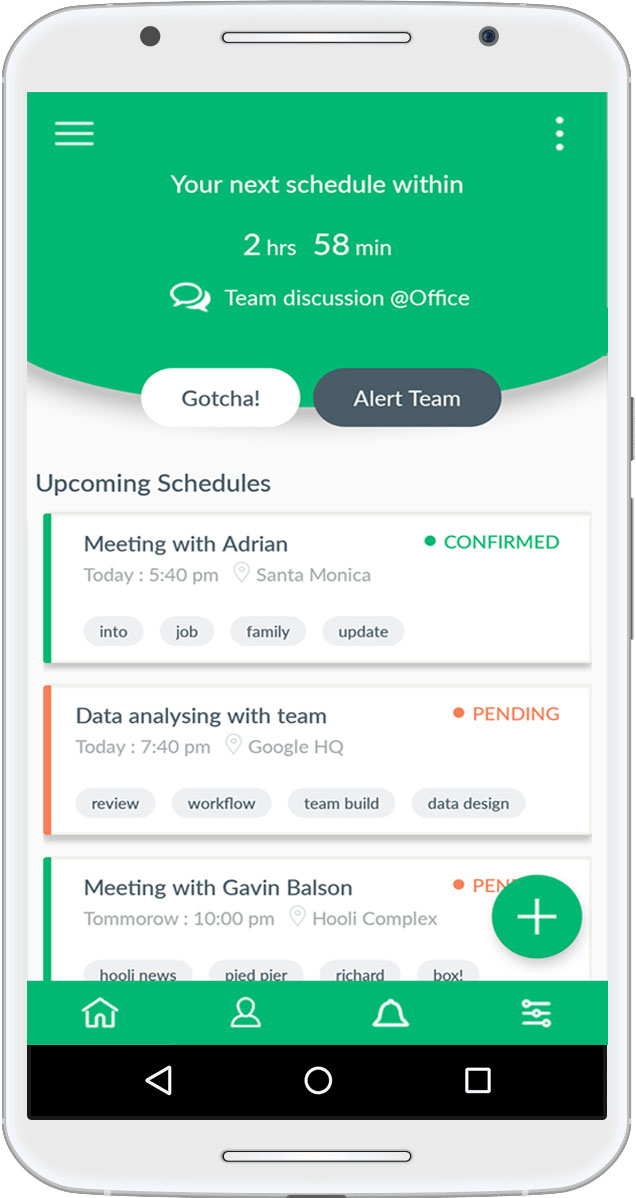 Your next schedule within
2 hrs 58 min
Team discussion @Office
Gotcha! Alert Team
Upcoming Schedules
Meeting with Adrian CONFIRMED
Today : 5:40 pm Santa Monica
into job family update
Data analysing with team PENDING
Today : 7:40 pm Google HQ
review workflow team build data design
Meeting with Gavin Balson
Tommorow : 10:00 pm Hooli Complex
hooli news pied pier richard box!